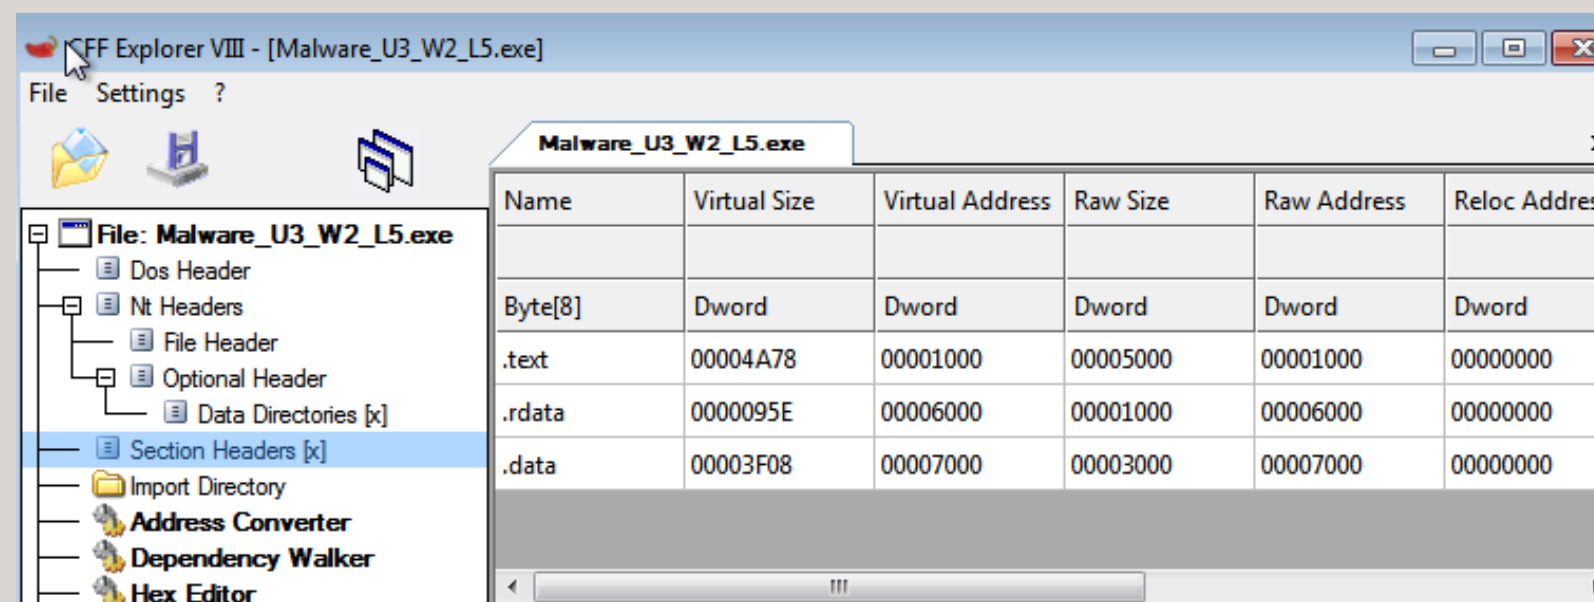 CFF Explorer VIII - [Malware_U3_W2_L5.exe]
File Settings ?
Malware_U3_W2_L5.exe
File: Malware_U3_W2_L5.exe
Dos Header
Nt Headers
File Header
Optional Header
Data Directories [x]
Section Headers [x]
Import Directory
Address Converter
Dependency Walker
Hex Editor
Name Virtual Size Virtual Address Raw Size Raw Address Reloc Addres
Byte[8] Dword Dword Dword Dword Dword
.text 00004A78 00001000 00005000 00001000 00000000
.rdata 0000095E 00006000 00001000 00006000 00000000
.data 00003F08 00007000 00003000 00007000 00000000